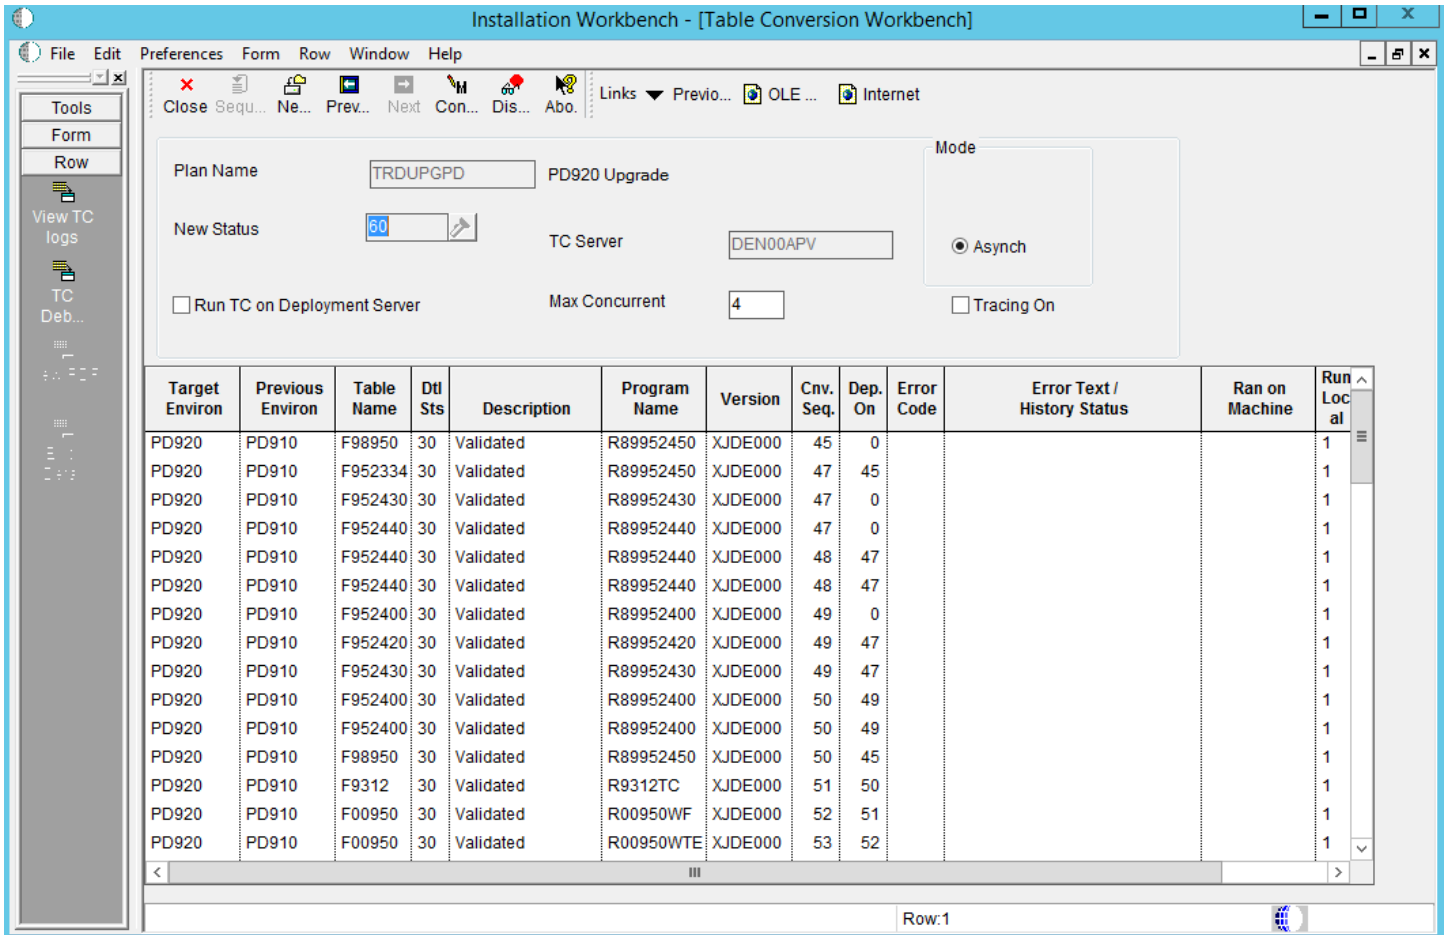 Installation Workbench - [Table Conversion Workbench]
File Edit Preferences Form Row Window Help
Close Sequ... Ne... Prev... Next Con... Dis... Abo. Links Previo... OLE ... Internet
Tools
Form
Row
View TC
logs
TC
Deb...
Plan Name TRDUPGPD PD920 Upgrade
Mode
New Status 60
TC Server DEN00APV
Asynch
Run TC on Deployment Server
Max Concurrent 4
Tracing On
Target Environ Previous Environ Table Name Dtl Sts Description Program Name Version Cnv. Seq. Dep. On Error Code Error Text / History Status Ran on Machine Run Loc al
PD920 PD910 F98950 30 Validated R89952450 XJDE000 45 0 1
PD920 PD910 F952334 30 Validated R89952450 XJDE000 47 45 1
PD920 PD910 F952430 30 Validated R89952430 XJDE000 47 0 1
PD920 PD910 F952440 30 Validated R89952440 XJDE000 47 0 1
PD920 PD910 F952440 30 Validated R89952440 XJDE000 48 47 1
PD920 PD910 F952440 30 Validated R89952440 XJDE000 48 47 1
PD920 PD910 F952400 30 Validated R89952400 XJDE000 49 0 1
PD920 PD910 F952420 30 Validated R89952420 XJDE000 49 47 1
PD920 PD910 F952430 30 Validated R89952430 XJDE000 49 47 1
PD920 PD910 F952400 30 Validated R89952400 XJDE000 50 49 1
PD920 PD910 F952400 30 Validated R89952400 XJDE000 50 49 1
PD920 PD910 F98950 30 Validated R89952450 XJDE000 50 45 1
PD920 PD910 F9312 30 Validated R9312TC XJDE000 51 50 1
PD920 PD910 F00950 30 Validated R00950WF XJDE000 52 51 1
PD920 PD910 F00950 30 Validated R00950WTE XJDE000 53 52 1
Row:1